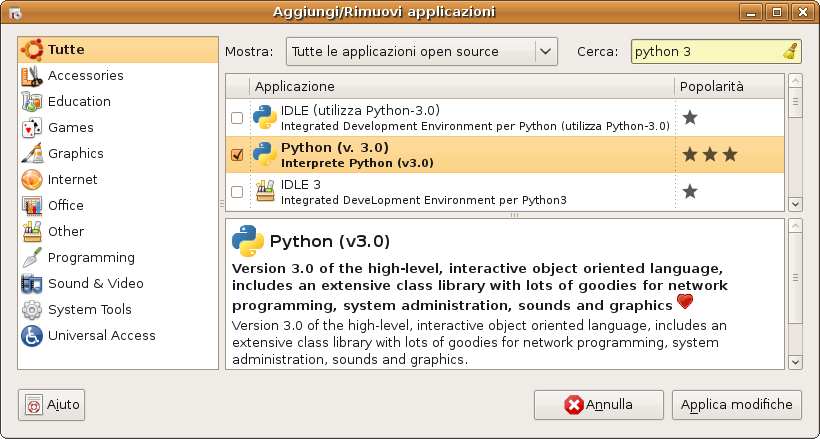 Aggiungi/Rimuovi applicazioni
Tutte
Accessories
Education
Games
Graphics
Internet
Office
Other
Programming
Sound & Video
System Tools
Universal Access
Mostra: Tutte le applicazioni open source Cerca: python 3
Applicazione Popolarità
IDLE (utilizza Python-3.0)
Integrated Development Environment per Python (utilizza Python-3.0)
Python (v. 3.0)
Interprete Python (v3.0)
IDLE 3
Integrated DeveLopment Environment per Python3
Python (v3.0)
Version 3.0 of the high-level, interactive object oriented language,
includes an extensive class library with lots of goodies for network
programming, system administration, sounds and graphics
Version 3.0 of the high-level, interactive object oriented language, includes an
extensive class library with lots of goodies for network programming, system
administration, sounds and graphics.
Aiuto Annulla Applica modifiche